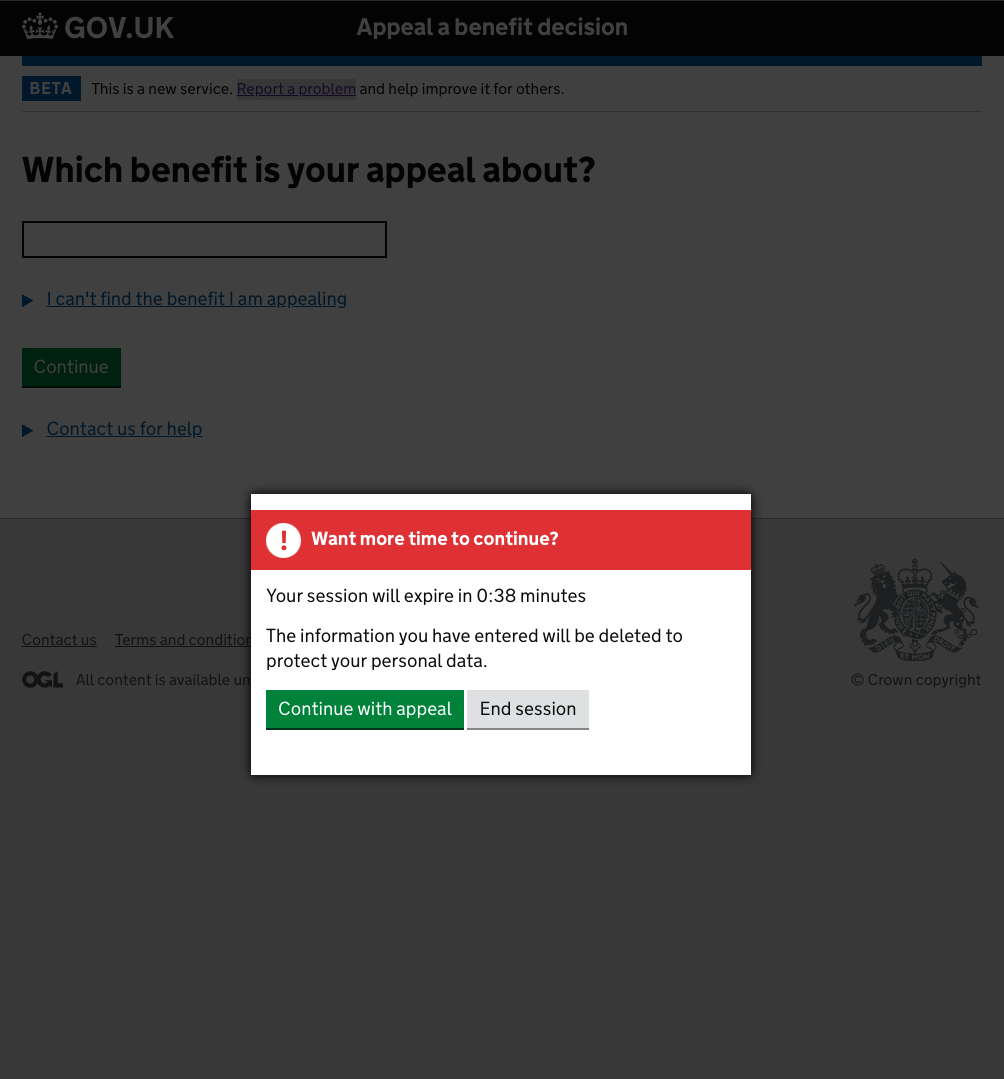 GOV.UK
Appeal a benefit decision
BETA
This is a new service. Report a problem and help improve it for others.
Which benefit is your appeal about?
I can't find the benefit I am appealing
Continue
Contact us for help
Want more time to continue?
Your session will expire in 0:38 minutes
The information you have entered will be deleted to
protect your personal data.
Continue with appeal
End session
Contact us
Terms and condition
OGL
All content is available un
© Crown copyright